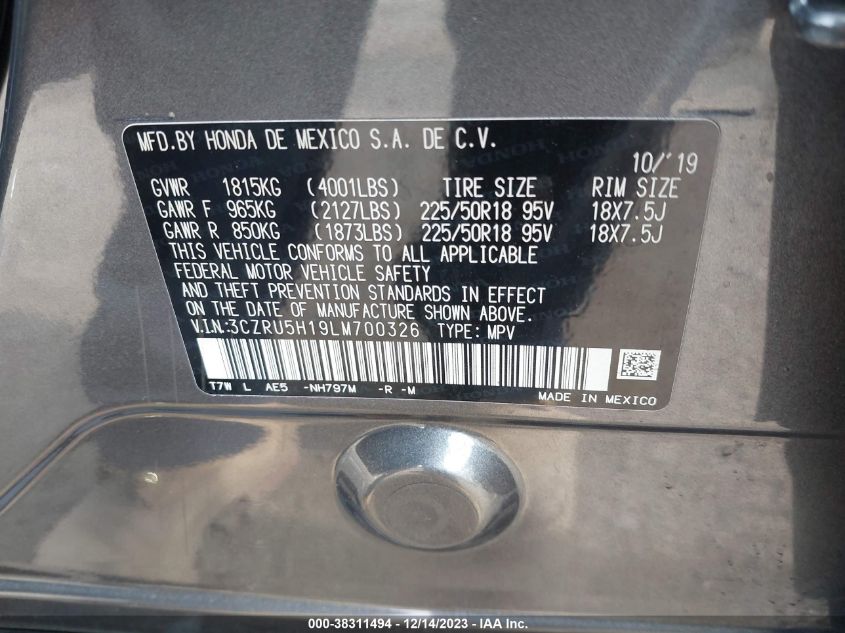 MFD.BY HONDA DE MEXICO S.A. DE C.V.
10/'19
GVWR 1815KG (4001LBS) TIRE SIZE RIM SIZE
GAWR F 965KG (2127LBS) 225/50R18 95V 18X7.5J
GAWR R 850KG (1873LBS) 225/50R18 95V 18X7.5J
THIS VEHICLE CONFORMS TO ALL APPLICABLE
FEDERAL MOTOR VEHICLE SAFETY
AND THEFT PREVENTION STANDARDS IN EFFECT
ON THE DATE OF MANUFACTURE SHOWN ABOVE.
V.I.N:3CZRU5H19LM700326 TYPE: MPV
T7W L AE5 -NH797M -R -M
MADE IN MEXICO
000-38311494 - 12/14/2023 - IAA Inc.